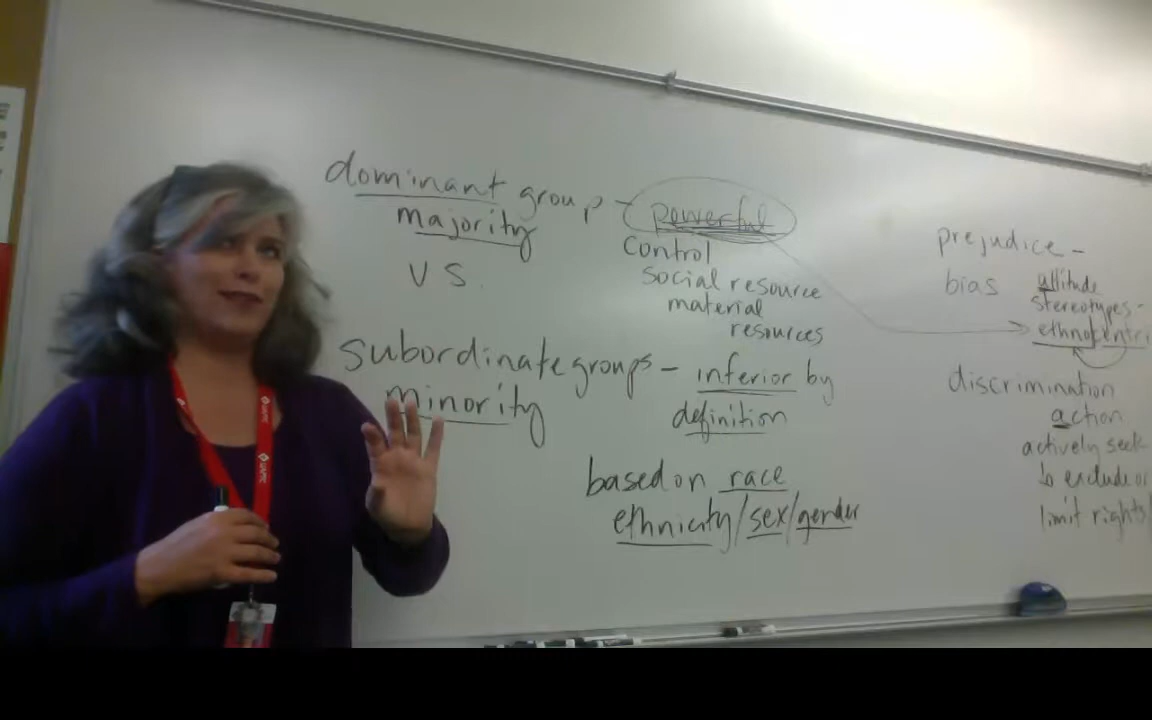 dominant group - powerful
majority
control
social resource
material
resources
VS.
subordinate groups - inferior by
minority
definition
based on race
ethnicity/sex/gender
prejudice -
bias attitude
stereotypes -
ethnocentri
discrimination
action
actively seek
to exclude or
limit rights